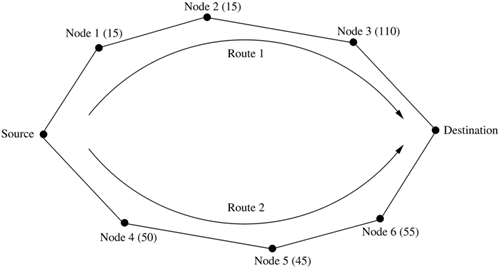 Node 2 (15)
Node 1 (15)
Node 3 (110)
Route 1
Source
Destination
Route 2
Node 4 (50)
Node 6 (55)
Node 5 (45)